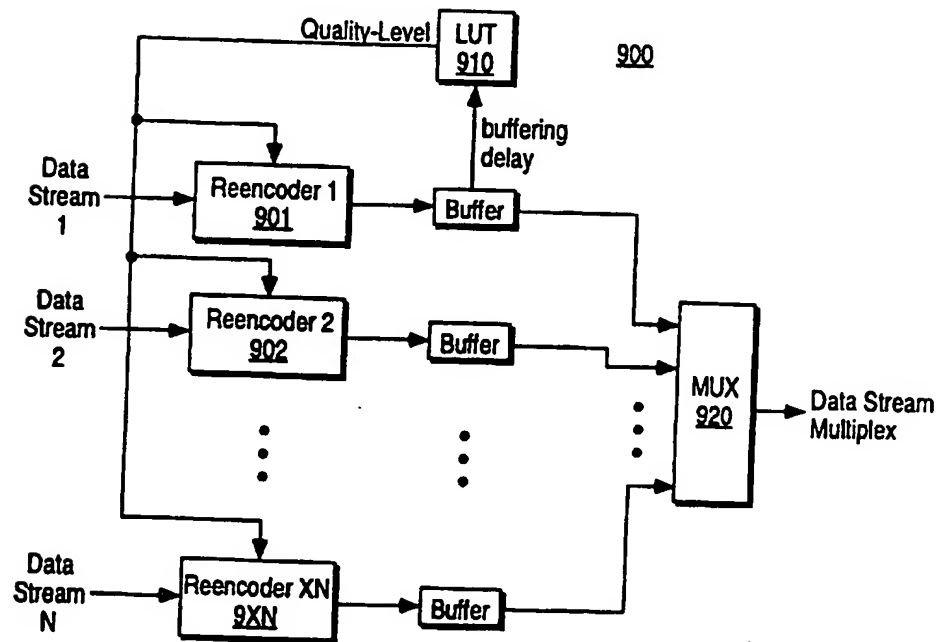 Quality-Level
LUT
910
900
buffering
delay
Data
Stream
1
Reencoder 1
901
Buffer
Data
Stream
2
Reencoder 2
902
Buffer
MUX
920
Data Stream
Multiplex
Data
Stream
N
Reencoder XN
9XN
Buffer